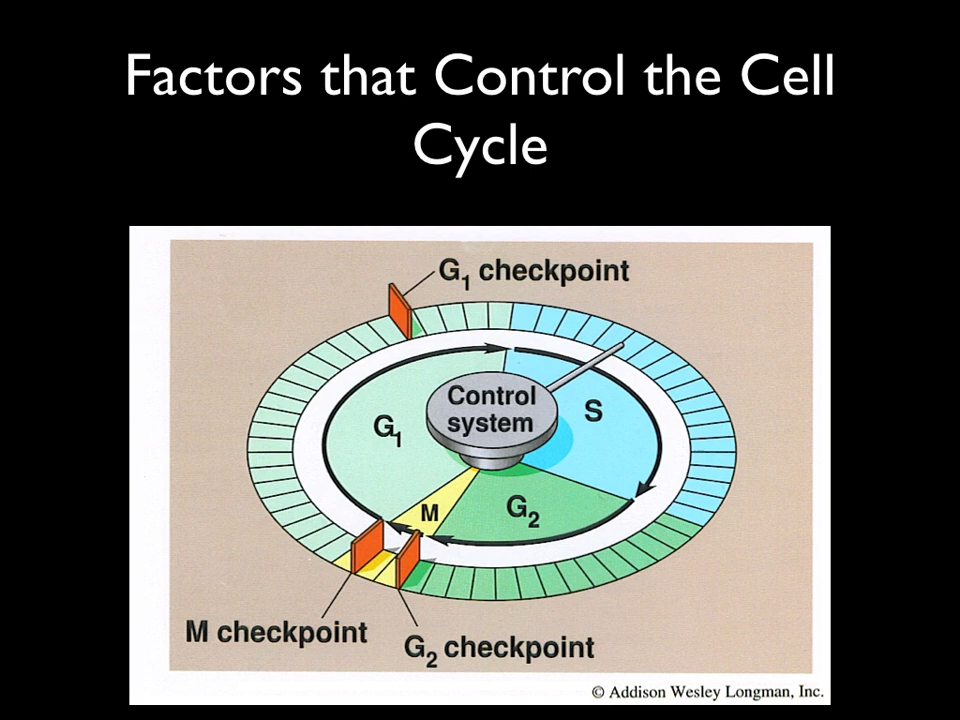 Factors that Control the Cell
Cycle
G1 checkpoint
Control
system
S
G1
G2
M
M checkpoint
G2 checkpoint
© Addison Wesley Longman, Inc.